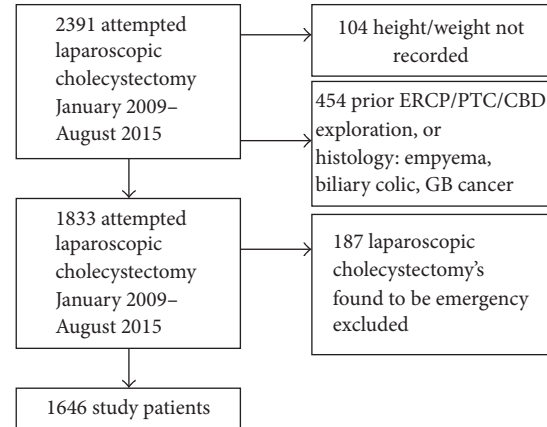 2391 attempted
laparoscopic
cholecystectomy
January 2009–
August 2015
104 height/weight not
recorded
454 prior ERCP/PTC/CBD
exploration, or
histology: empyema,
biliary colic, GB cancer
1833 attempted
laparoscopic
cholecystectomy
January 2009–
August 2015
187 laparoscopic
cholecystectomy's
found to be emergency
excluded
1646 study patients